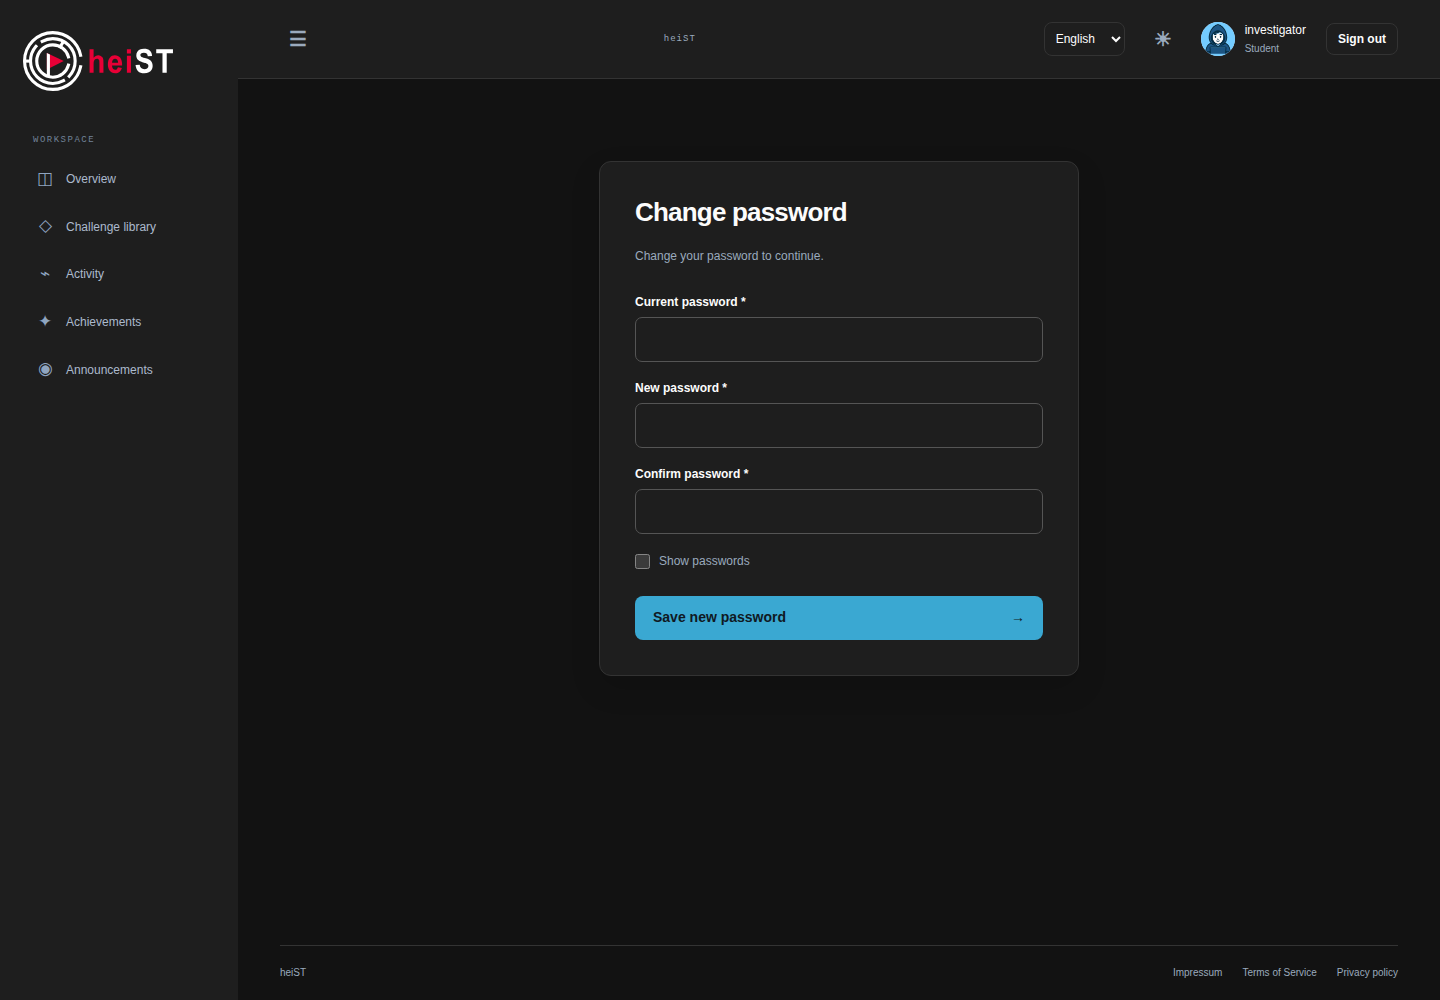 heiST
WORKSPACE
Overview
Challenge library
Activity
Achievements
Announcements
heiST
English
investigator
Student
Sign out
Change password
Change your password to continue.
Current password *
New password *
Confirm password *
Show passwords
Save new password →
heiST
Impressum Terms of Service Privacy policy